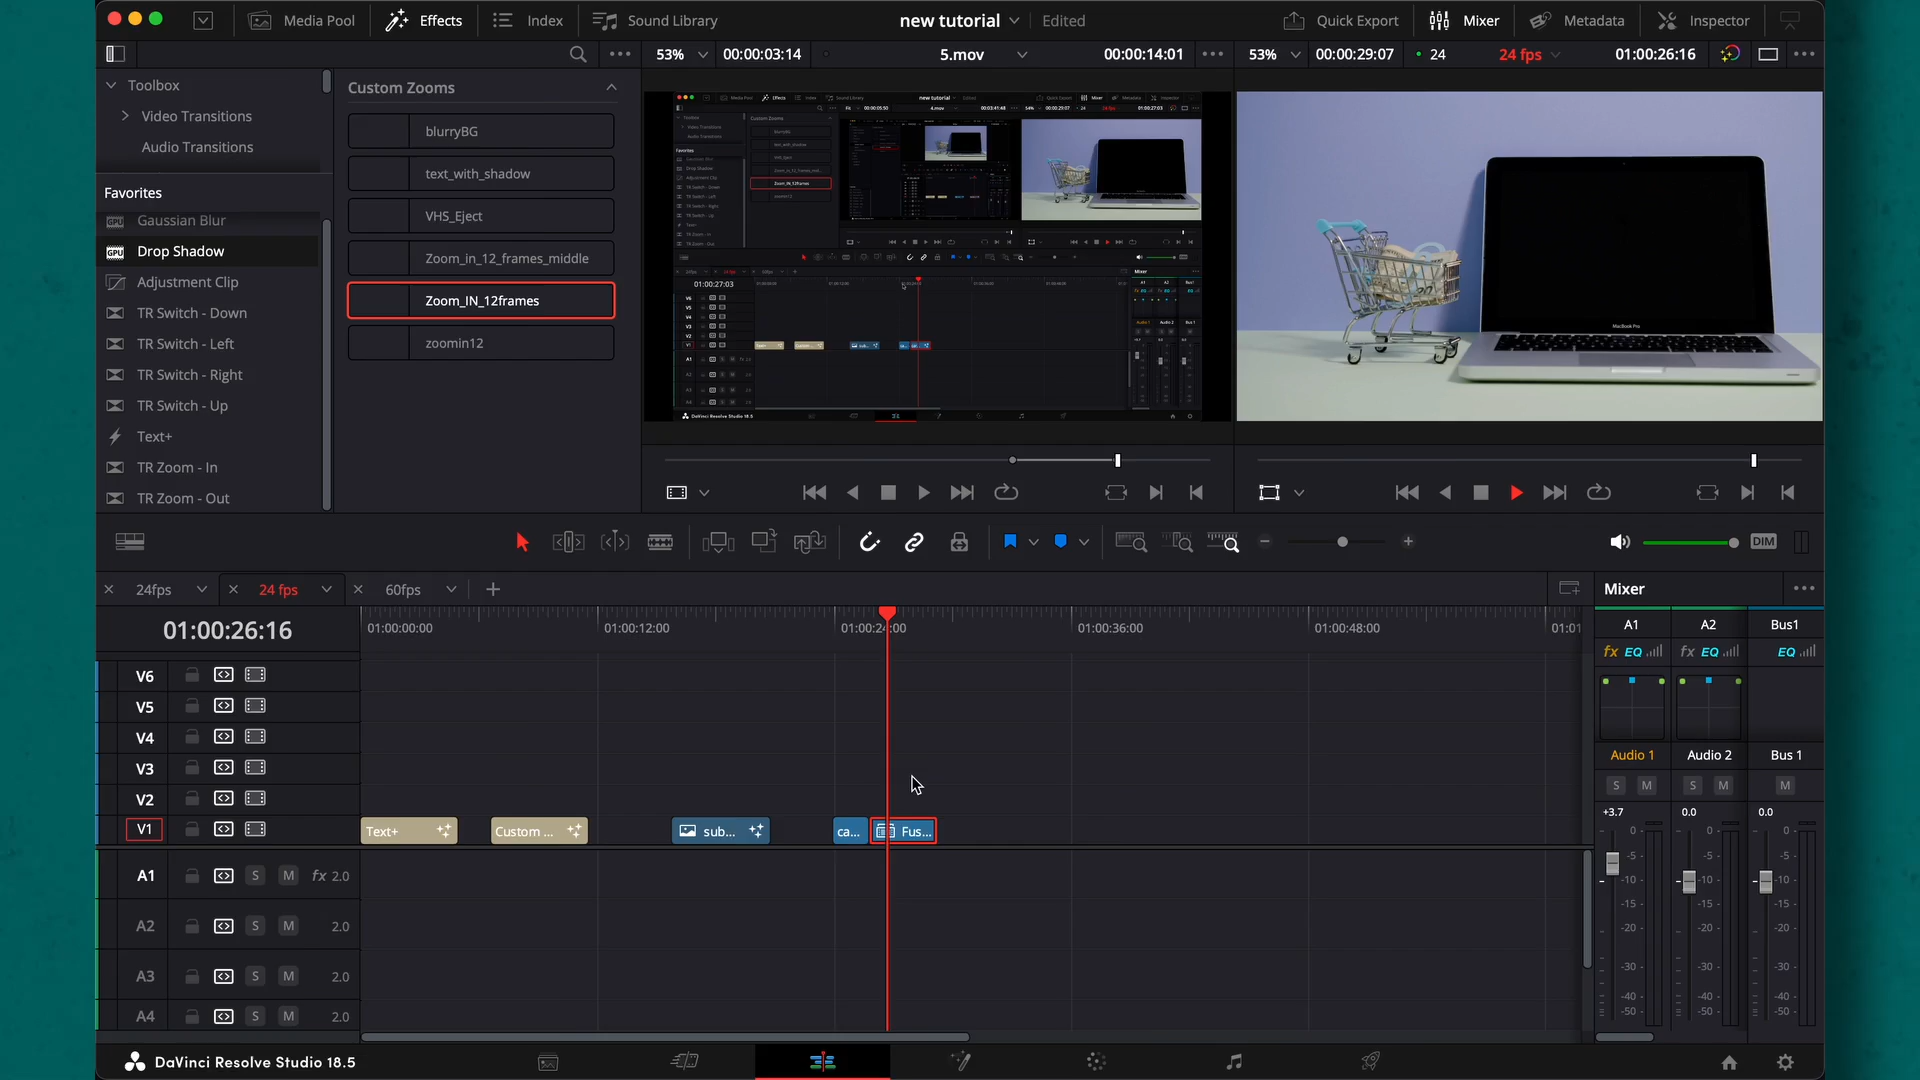 Media Pool Effects Index Sound Library new tutorial Edited Quick Export Mixer Metadata Inspector
53% 00:00:03:14 5.mov 00:00:14:01 53% 00:00:29:07 24 24 fps 01:00:26:16
Toolbox
Video Transitions
Audio Transitions
Favorites
Gaussian Blur
Drop Shadow
Adjustment Clip
TR Switch - Down
TR Switch - Left
TR Switch - Right
TR Switch - Up
Text+
TR Zoom - In
TR Zoom - Out
Custom Zooms
blurryBG
text_with_shadow
VHS_Eject
Zoom_in_12_frames_middle
Zoom_IN_12frames
zoomin12
MacBook Pro
DIM
24fps 24 fps 60fps
01:00:26:16
01:00:00:00 01:00:12:00 01:00:24:00 01:00:36:00 01:00:48:00 01:01
V6
V5
V4
V3
V2
V1
Text+ Custom ... sub... ca... Fus...
A1 S M fx 2.0
A2 S M 2.0
A3 S M 2.0
A4 S M 2.0
Mixer
A1 A2 Bus1
fx EQ fx EQ EQ
Audio 1 Audio 2 Bus 1
S M S M M
+3.7 0.0 0.0
0 0 0
-5 -5 -5
-10 -10 -10
-15 -15 -15
-20 -20 -20
-30 -30 -30
-40 -40 -40
-50 -50 -50
DaVinci Resolve Studio 18.5